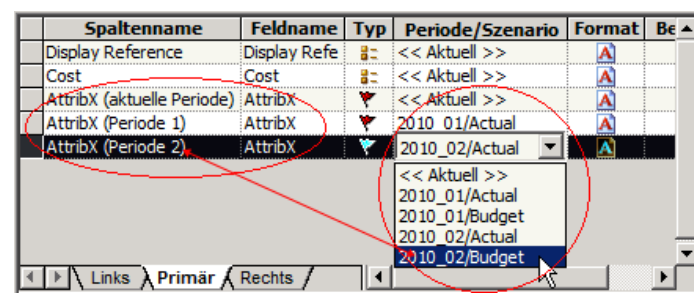 Spaltenname Feldname Typ Periode/Szenario Format Be
Display Reference Display Refe << Aktuell >> A
Cost Cost << Aktuell >> A
AttribX (aktuelle Periode) AttribX << Aktuell >> A
AttribX (Periode 1) AttribX 2010_01/Actual A
AttribX (Periode 2) AttribX 2010_02/Actual A
<< Aktuell >>
2010_01/Actual
2010_01/Budget
2010_02/Actual
2010_02/Budget
Links Primär Rechts